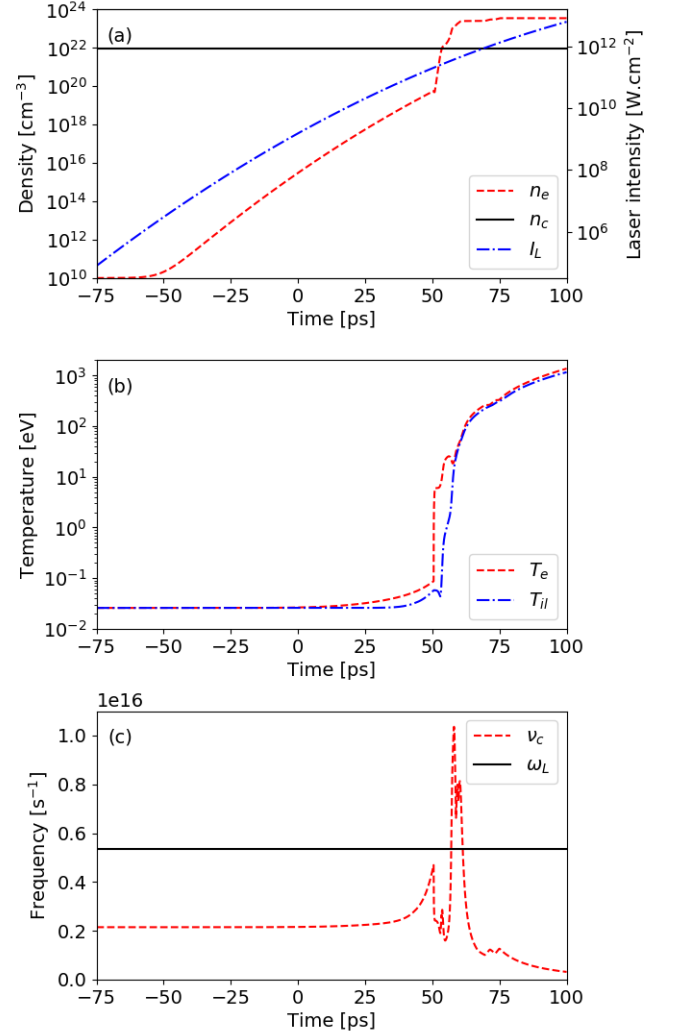 (a)
10^24
10^22
10^20
10^18
10^16
10^14
10^12
10^10
Density [cm^−3]
10^12
10^10
10^8
10^6
Laser intensity [W.cm^−2]
n_e
n_c
I_L
−75 −50 −25 0 25 50 75 100
Time [ps]
(b)
10^3
10^2
10^1
10^0
10^−1
10^−2
Temperature [eV]
T_e
T_il
−75 −50 −25 0 25 50 75 100
Time [ps]
1e16
(c)
1.0
0.8
0.6
0.4
0.2
0.0
Frequency [s^−1]
ν_c
ω_L
−75 −50 −25 0 25 50 75 100
Time [ps]